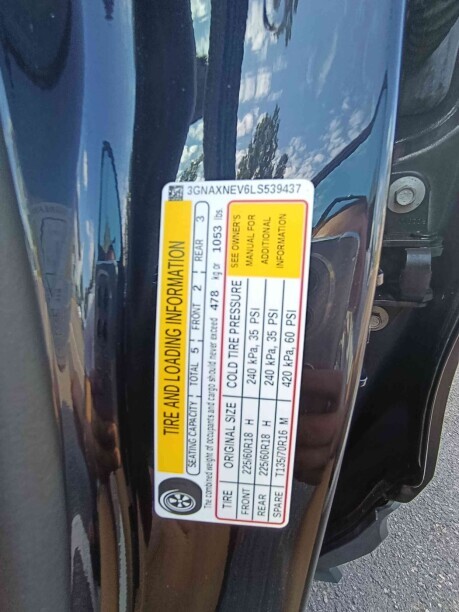 3GNAXNEV6LS539437
TIRE AND LOADING INFORMATION
SEATING CAPACITY TOTAL 5 FRONT 2 REAR 3
The combined weight of occupants and cargo should never exceed 478 kg or 1053 lbs.
TIRE ORIGINAL SIZE COLD TIRE PRESSURE
FRONT 225/60R18 H 240 kPa, 35 PSI
REAR 225/60R18 H 240 kPa, 35 PSI
SPARE T135/70R16 M 420 kPa, 60 PSI
SEE OWNER'S
MANUAL FOR
ADDITIONAL
INFORMATION